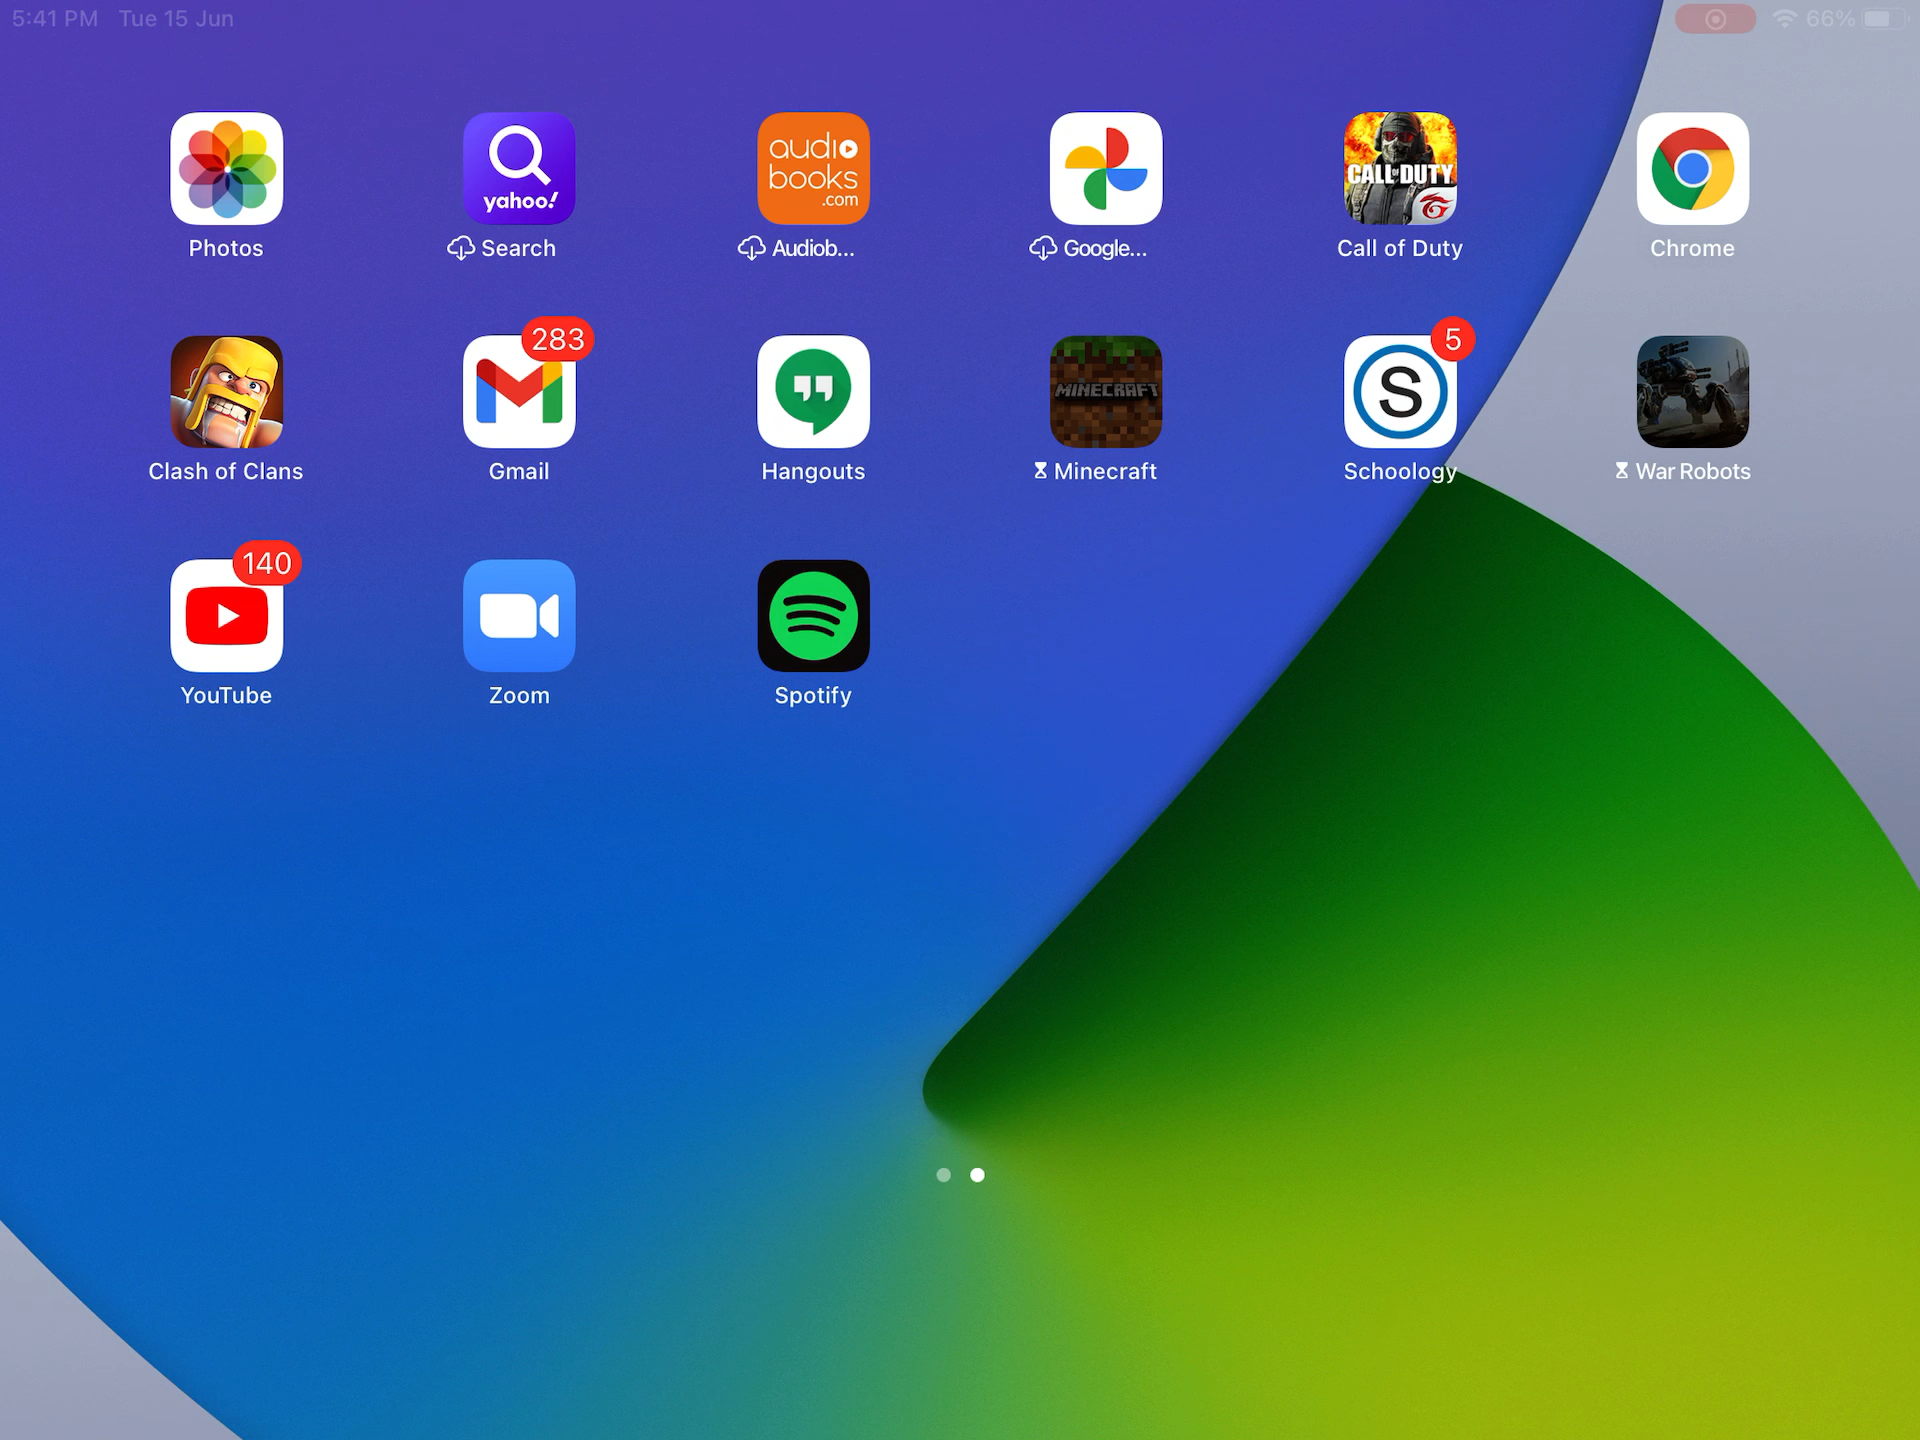 5:41 PM Tue 15 Jun
66%
yahoo!
audio
books
.com
CALL OF DUTY
Photos
Search
Audiob...
Google...
Call of Duty
Chrome
283
MINECRAFT
S
5
Clash of Clans
Gmail
Hangouts
Minecraft
Schoology
War Robots
140
YouTube
Zoom
Spotify